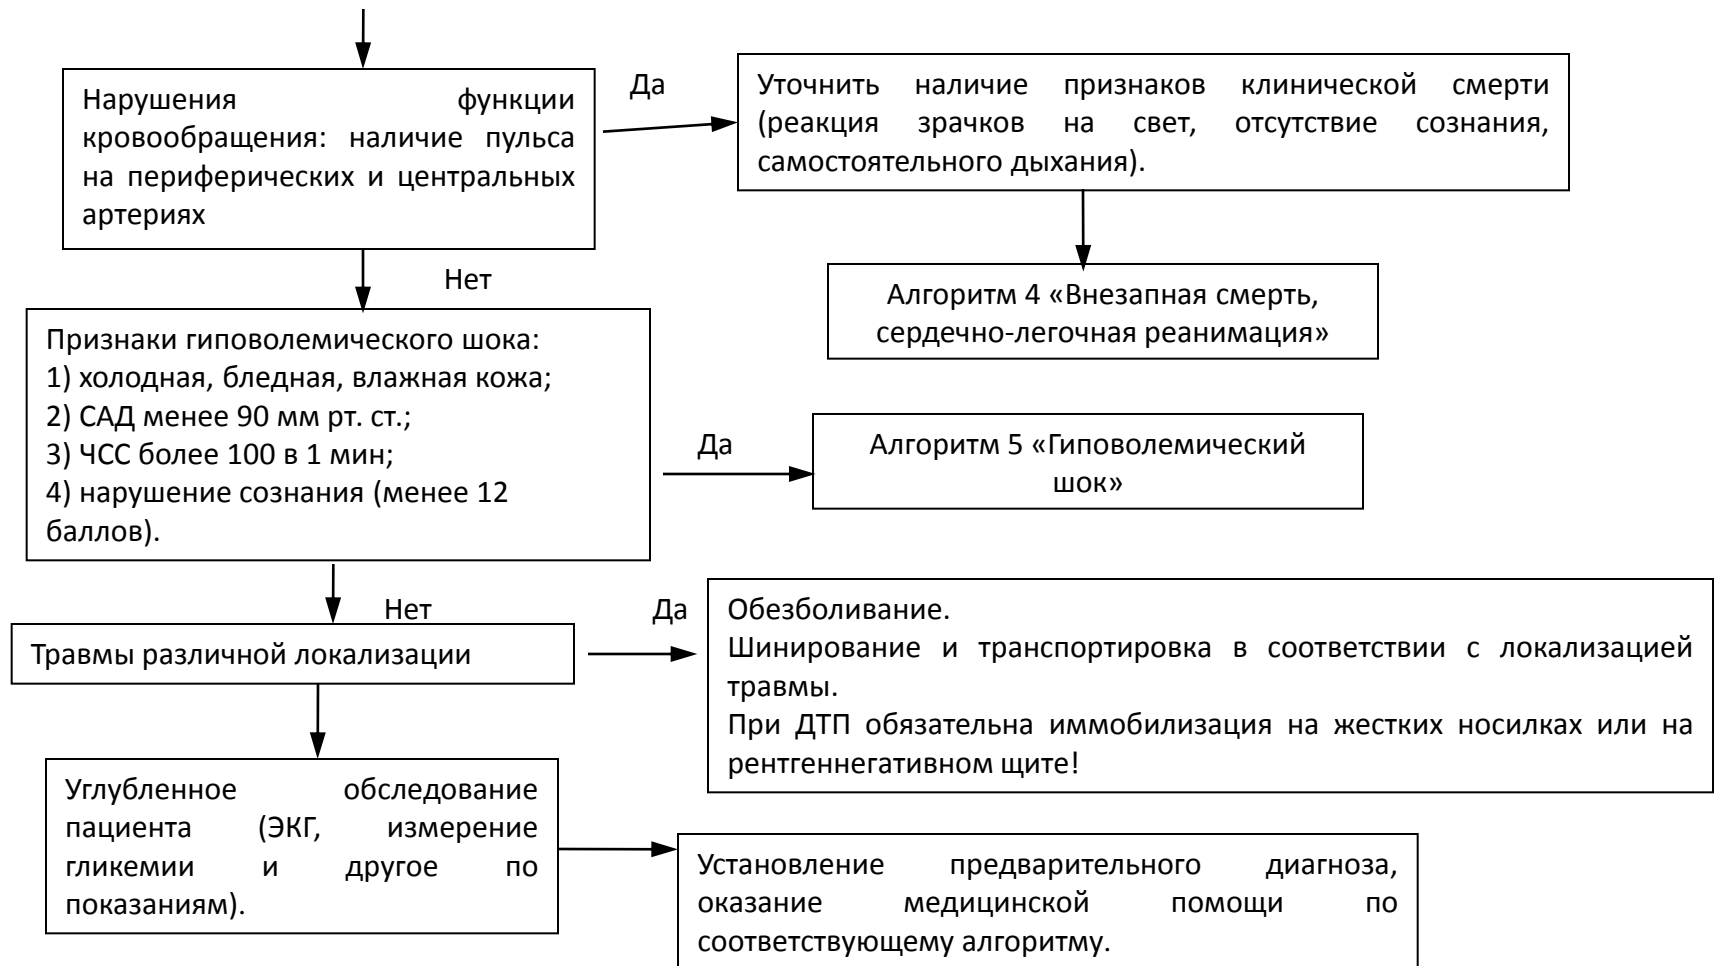 Нарушения функции
кровообращения: наличие пульса
на периферических и центральных
артериях
Да
Уточнить наличие признаков клинической смерти
(реакция зрачков на свет, отсутствие сознания,
самостоятельного дыхания).
Нет
Алгоритм 4 «Внезапная смерть,
сердечно-легочная реанимация»
Признаки гиповолемического шока:
1) холодная, бледная, влажная кожа;
2) САД менее 90 мм рт. ст.;
3) ЧСС более 100 в 1 мин;
4) нарушение сознания (менее 12
баллов).
Да
Алгоритм 5 «Гиповолемический
шок»
Нет
Травмы различной локализации
Да
Обезболивание.
Шинирование и транспортировка в соответствии с локализацией
травмы.
При ДТП обязательна иммобилизация на жестких носилках или на
рентгеннегативном щите!
Углубленное обследование
пациента (ЭКГ, измерение
гликемии и другое по
показаниям).
Установление предварительного диагноза,
оказание медицинской помощи по
соответствующему алгоритму.